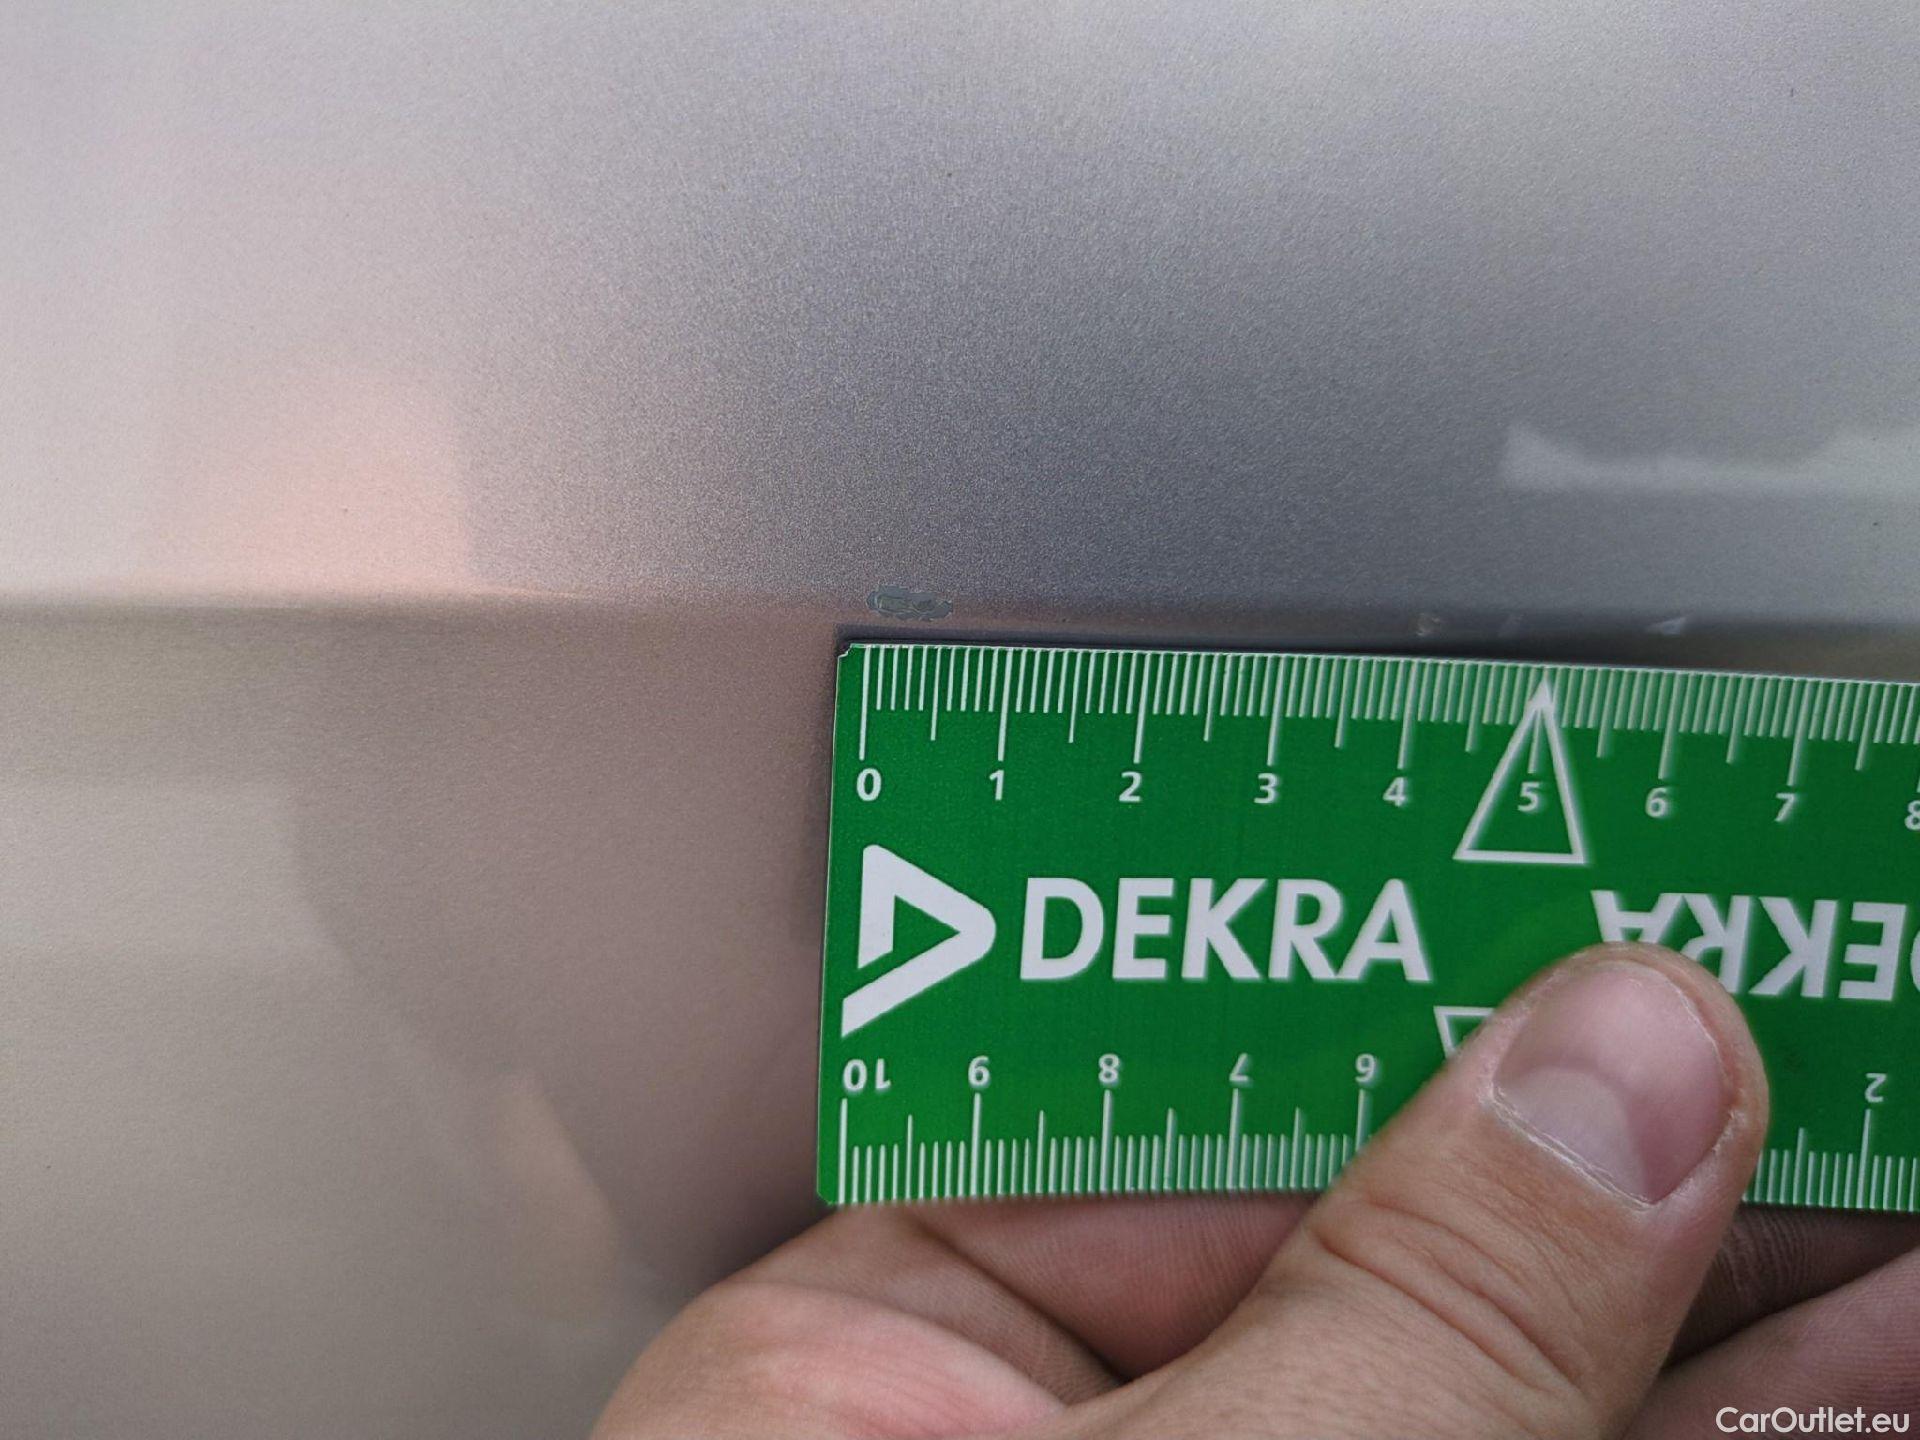 0 1 2 3 4 5 6 7 8
DEKRA DEKRA
10 9 8 7 6 2
CarOutlet.eu